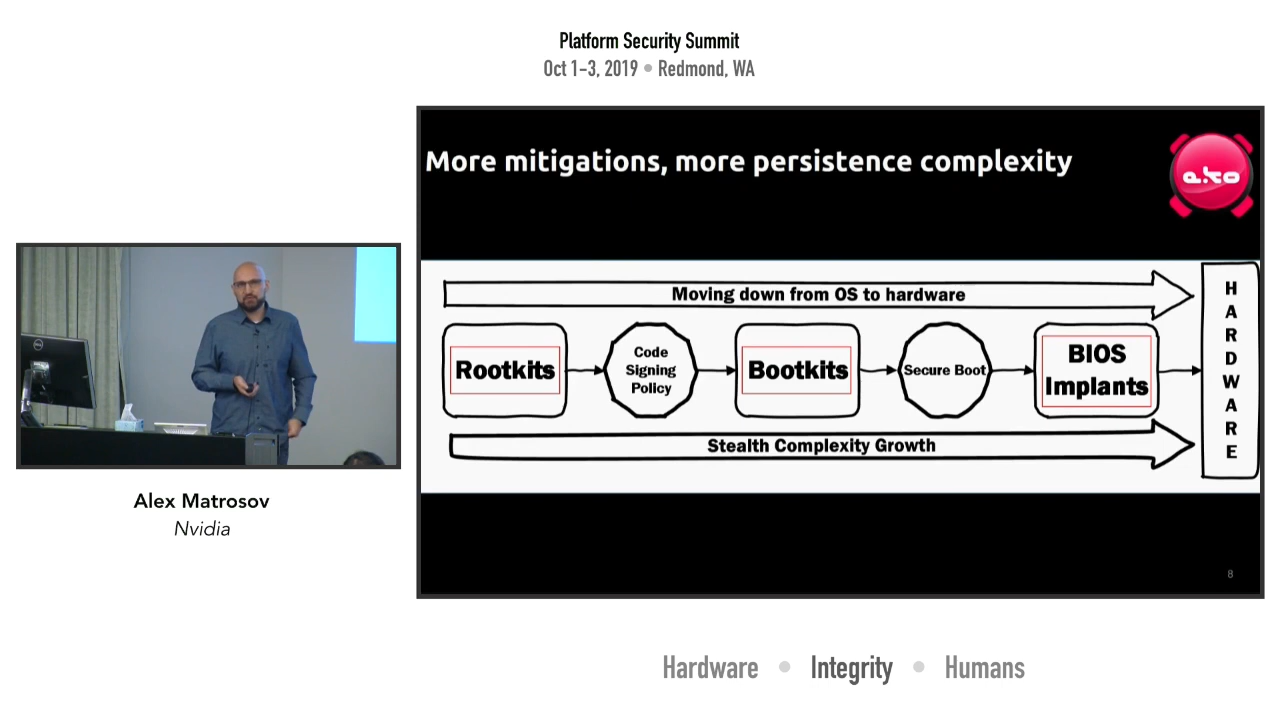 Platform Security Summit
Oct 1-3, 2019 • Redmond, WA
More mitigations, more persistence complexity
Moving down from OS to hardware
Rootkits
Code
Signing
Policy
Bootkits
Secure Boot
BIOS
Implants
HARDWARE
Stealth Complexity Growth
8
Alex Matrosov
Nvidia
Hardware • Integrity • Humans